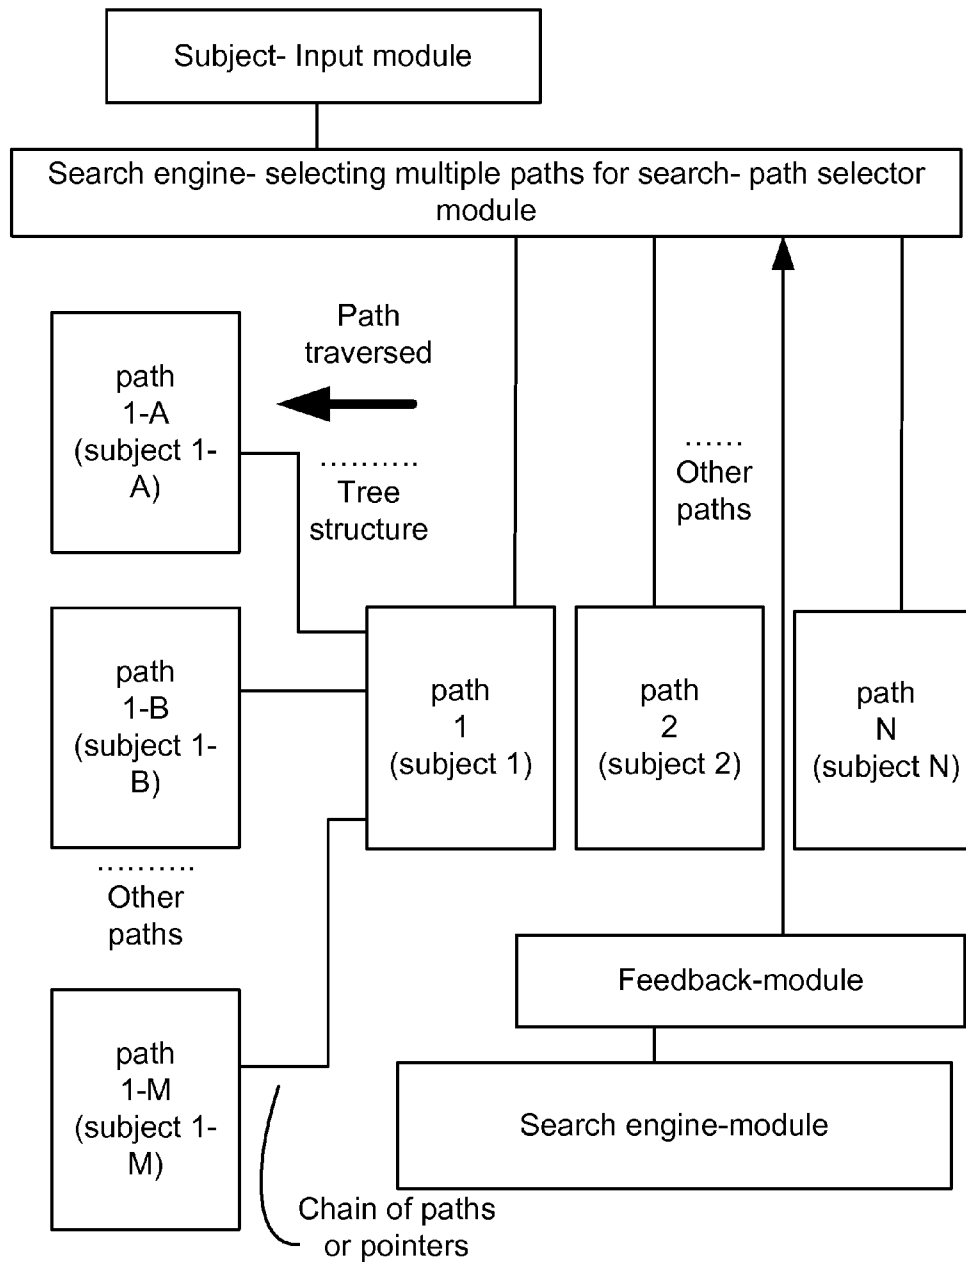 Subject- Input module
Search engine- selecting multiple paths for search- path selector
module
Path
traversed
path
1-A
(subject 1-
A)
..........
Tree
structure
......
Other
paths
path
1-B
(subject 1-
B)
path
1
(subject 1)
path
2
(subject 2)
path
N
(subject N)
..........
Other
paths
Feedback-module
path
1-M
(subject 1-
M)
Search engine-module
Chain of paths
or pointers